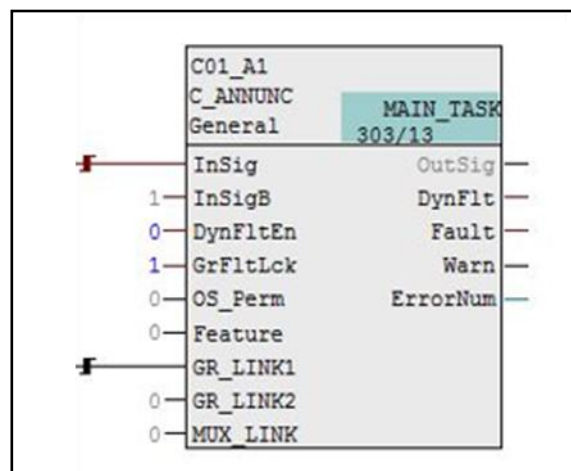 C01_A1
C_ANNUNC
General
MAIN_TASK
303/13
InSig OutSig
1 InSigB DynFlt
0 DynFltEn Fault
1 GrFltLck Warn
0 OS_Perm ErrorNum
0 Feature
GR_LINK1
0 GR_LINK2
0 MUX_LINK